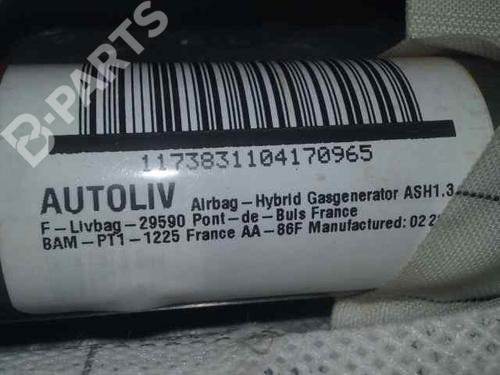 B-PARTS
1173831104170965
AUTOLIV Airbag-Hybrid Gasgenerator ASH1.3
F-Livbag-29590 Pont-de-Buis France
BAM-PT1-1225 France AA-86F Manufactured: 02